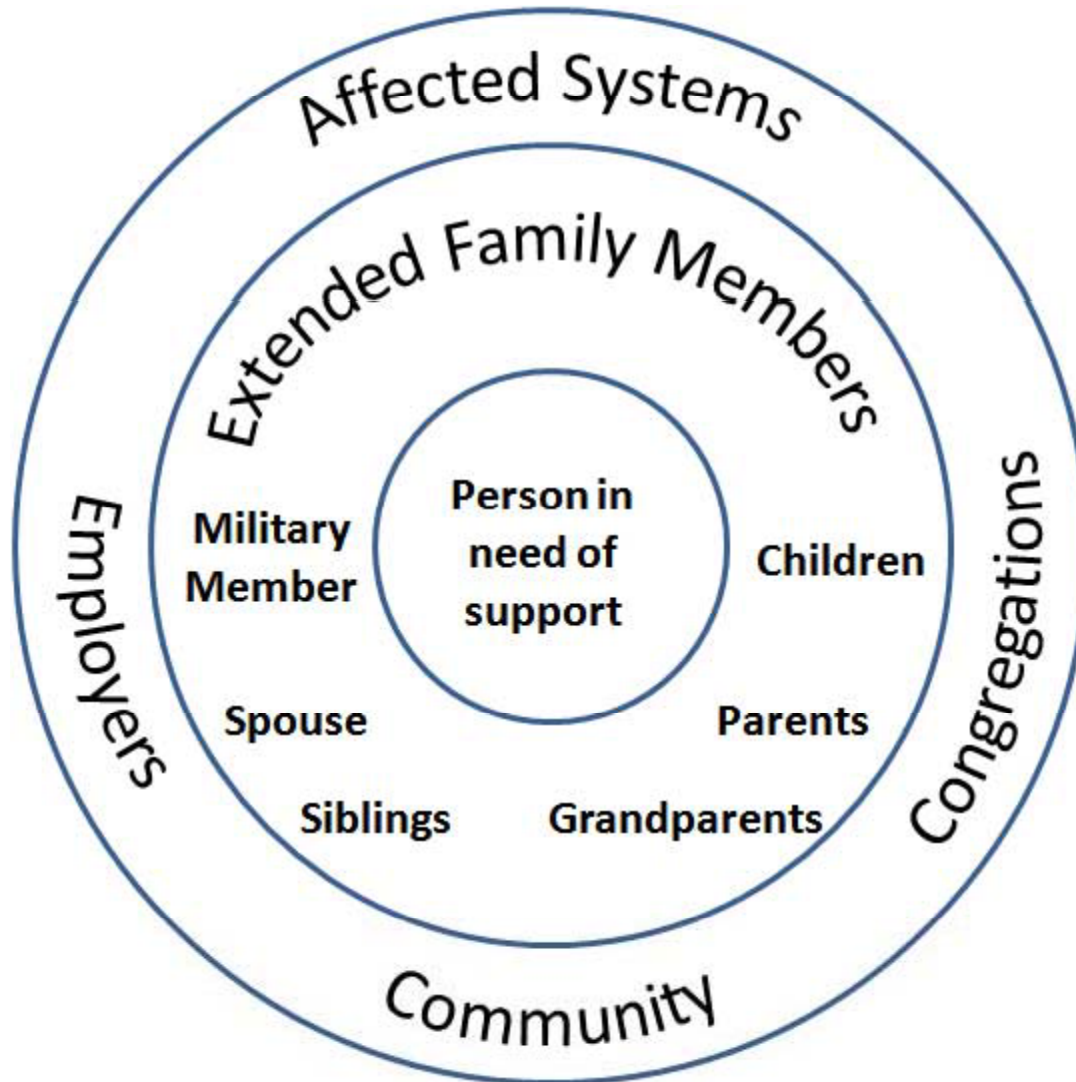 Affected Systems
Extended Family Members
Person in
need of
support
Military
Member
Children
Spouse
Parents
Siblings
Grandparents
Employers
Congregations
Community